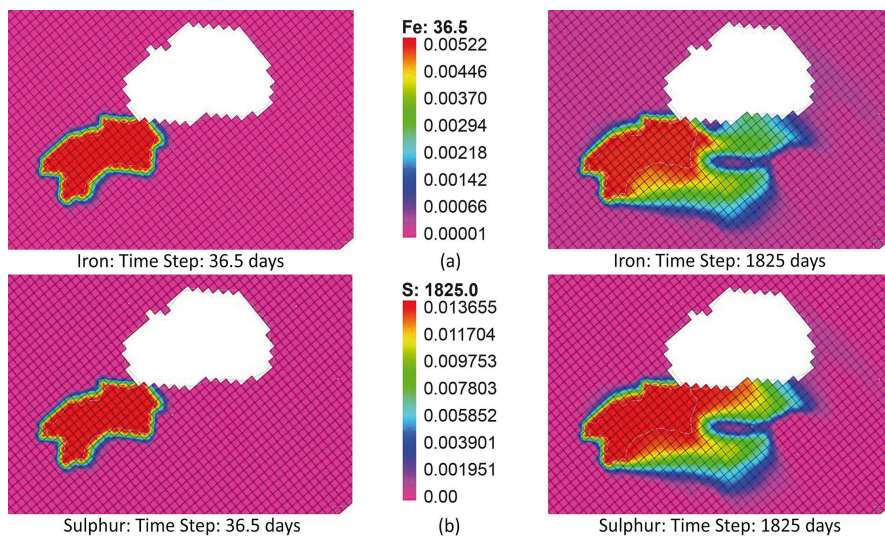 Fe: 36.5
0.00522
0.00446
0.00370
0.00294
0.00218
0.00142
0.00066
0.00001
Iron: Time Step: 36.5 days
(a)
Iron: Time Step: 1825 days
S: 1825.0
0.013655
0.011704
0.009753
0.007803
0.005852
0.003901
0.001951
0.00
Sulphur: Time Step: 36.5 days
(b)
Sulphur: Time Step: 1825 days